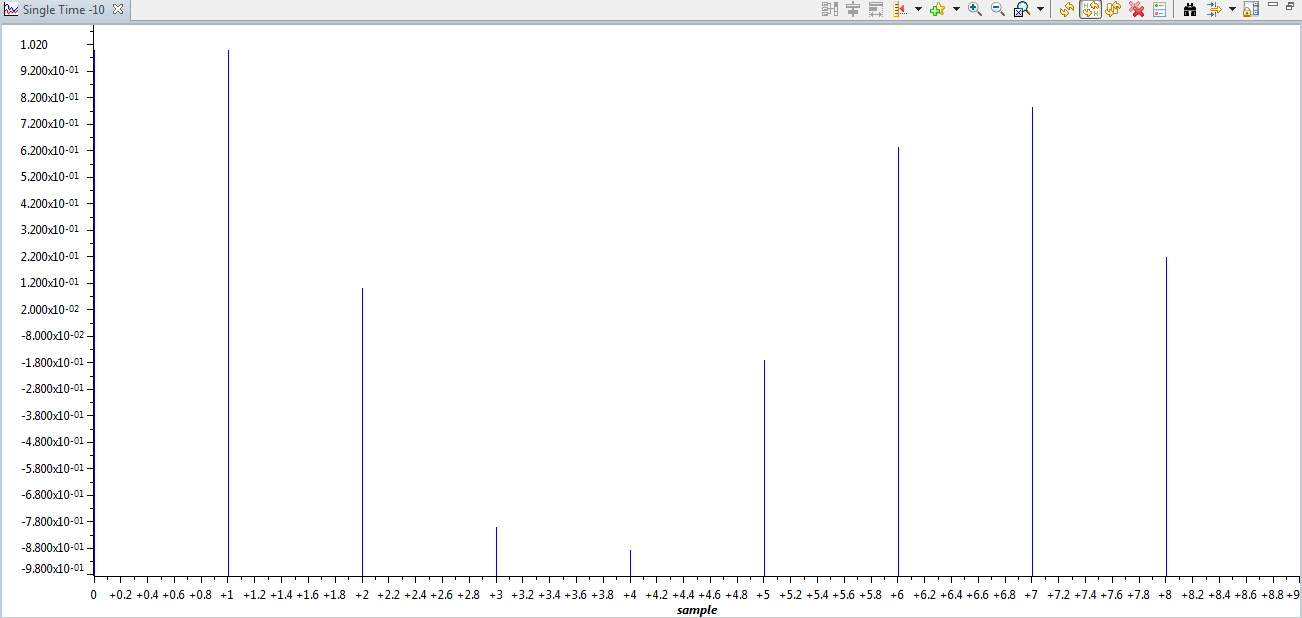 Single Time -10
1.020
9.200x10-01
8.200x10-01
7.200x10-01
6.200x10-01
5.200x10-01
4.200x10-01
3.200x10-01
2.200x10-01
1.200x10-01
2.000x10-02
-8.000x10-02
-1.800x10-01
-2.800x10-01
-3.800x10-01
-4.800x10-01
-5.800x10-01
-6.800x10-01
-7.800x10-01
-8.800x10-01
-9.800x10-01
0 +0.2 +0.4 +0.6 +0.8 +1 +1.2 +1.4 +1.6 +1.8 +2 +2.2 +2.4 +2.6 +2.8 +3 +3.2 +3.4 +3.6 +3.8 +4 +4.2 +4.4 +4.6 +4.8 +5 +5.2 +5.4 +5.6 +5.8 +6 +6.2 +6.4 +6.6 +6.8 +7 +7.2 +7.4 +7.6 +7.8 +8 +8.2 +8.4 +8.6 +8.8 +9
sample